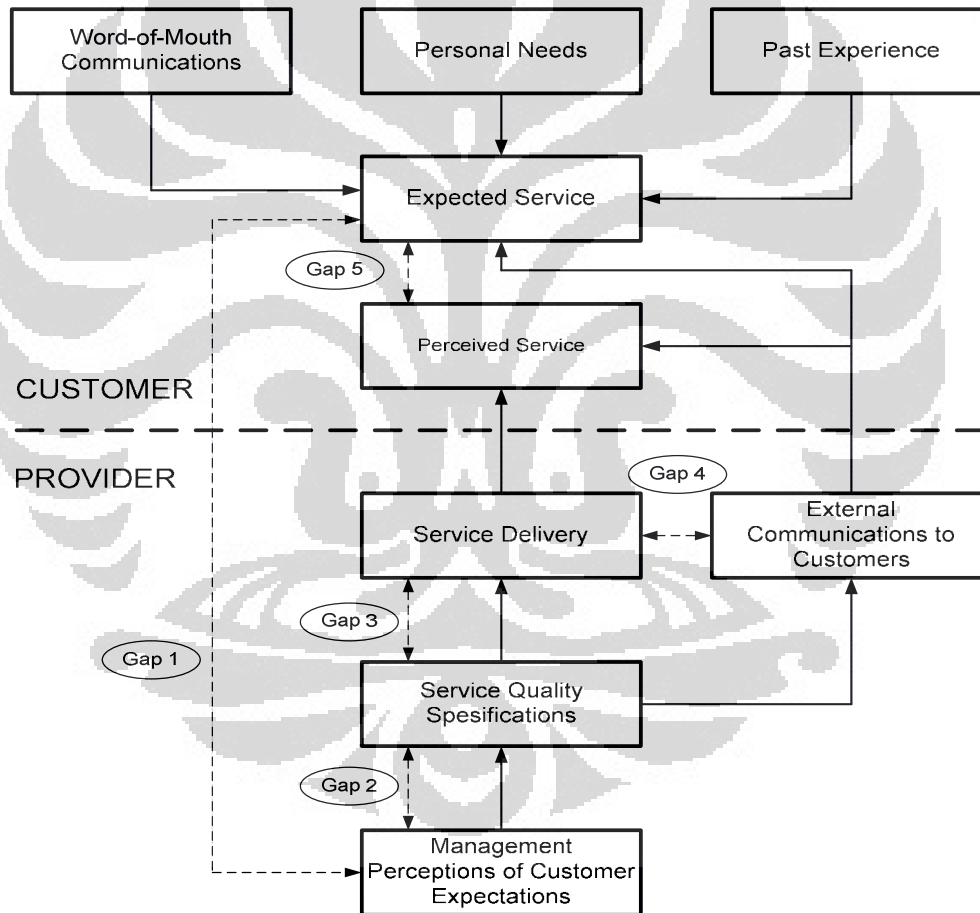 Word-of-Mouth
Communications
Personal Needs
Past Experience
Expected Service
Gap 5
Perceived Service
CUSTOMER
PROVIDER
Gap 4
Service Delivery
External
Communications to
Customers
Gap 3
Gap 1
Service Quality
Spesifications
Gap 2
Management
Perceptions of Customer
Expectations